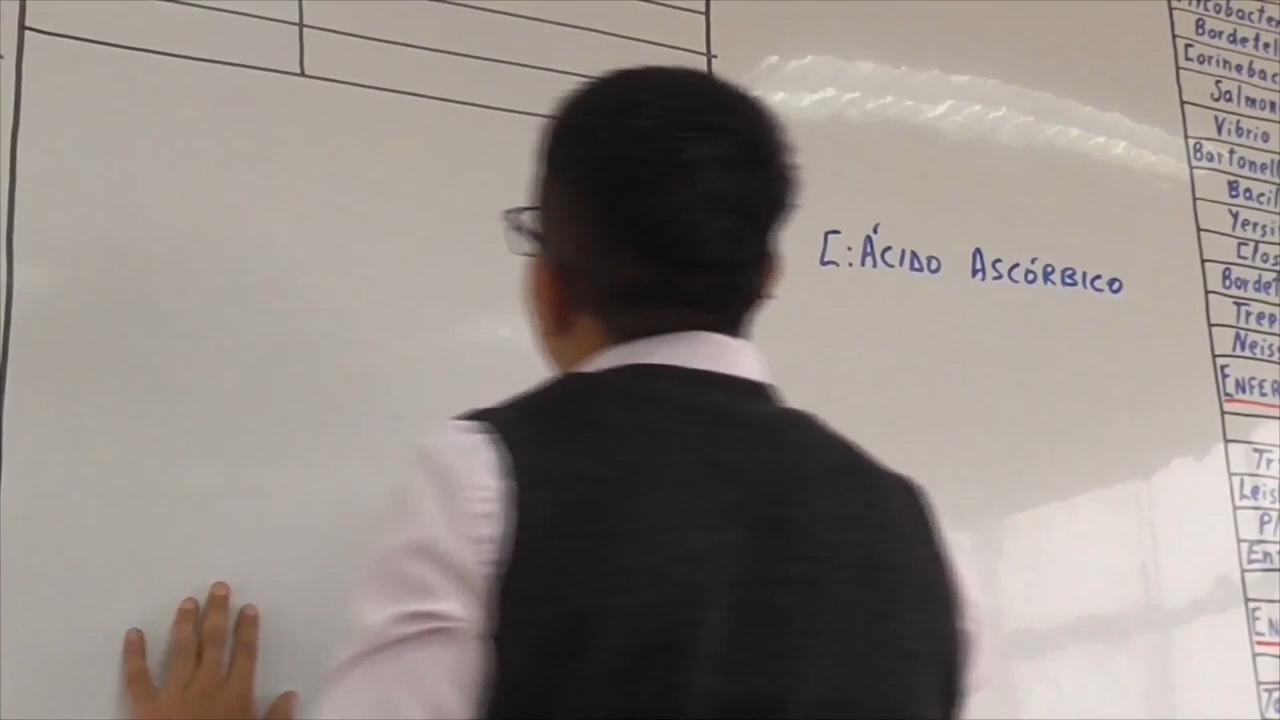 C: ÁCIDO ASCÓRBICO
Bordetel
Corinebac
Salmon
Vibrio
Bartonell
Bacil
Yersi
Clos
Bordet
Trep
Neiss
ENFER
Tr
Leis
P
En